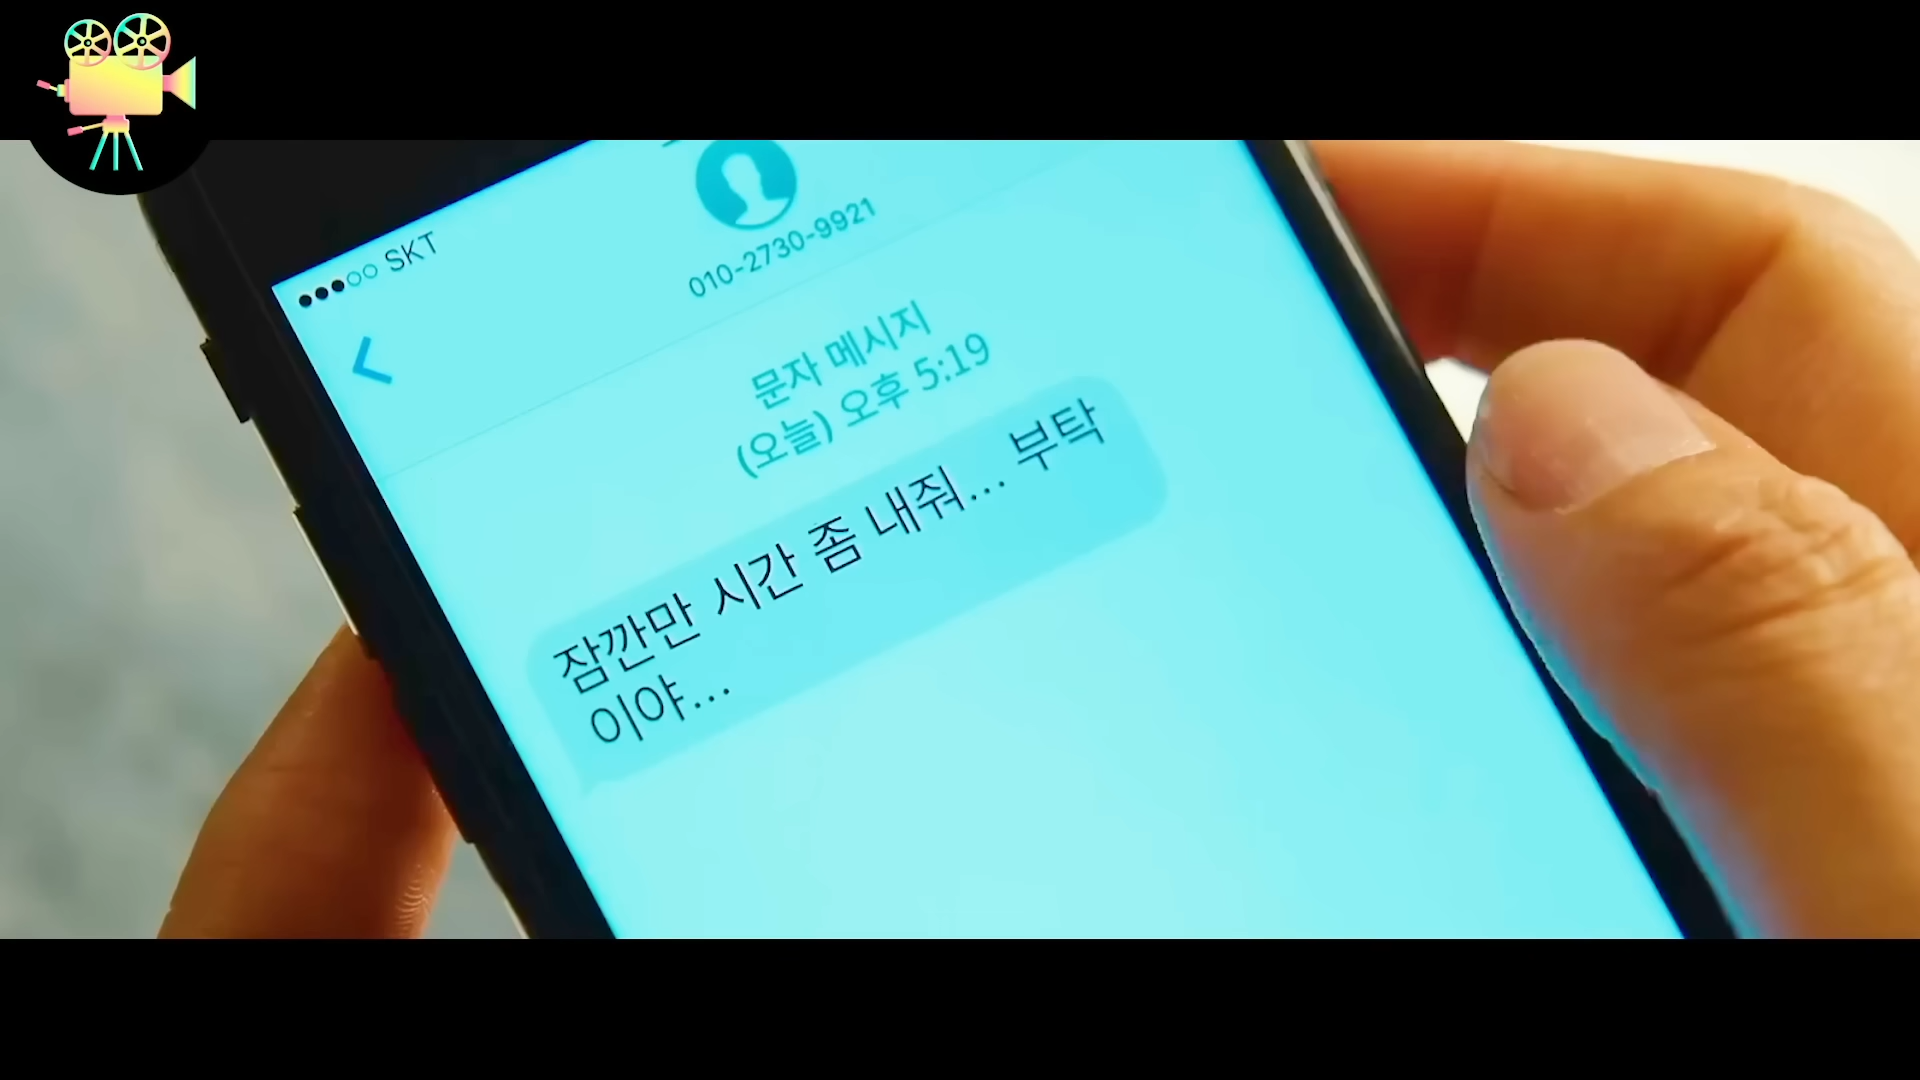 SKT
010-2730-9921
문자 메시지
(오늘) 오후 5:19
잠깐만 시간 좀 내줘... 부탁
이야...